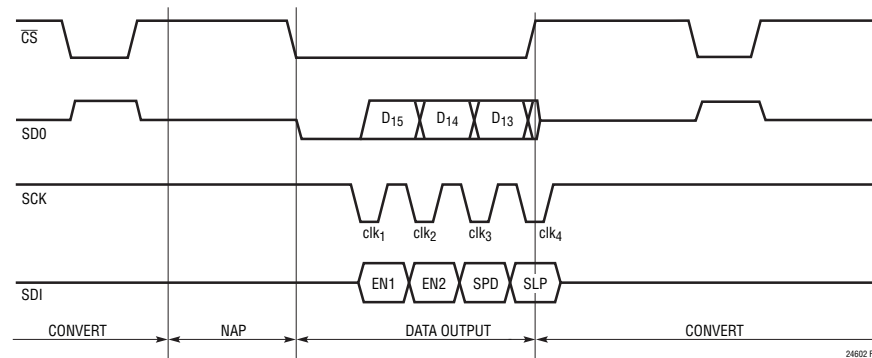 CS
SD0
D15 D14 D13
SCK
clk1 clk2 clk3 clk4
SDI
EN1 EN2 SPD SLP
CONVERT NAP DATA OUTPUT CONVERT
24602 F